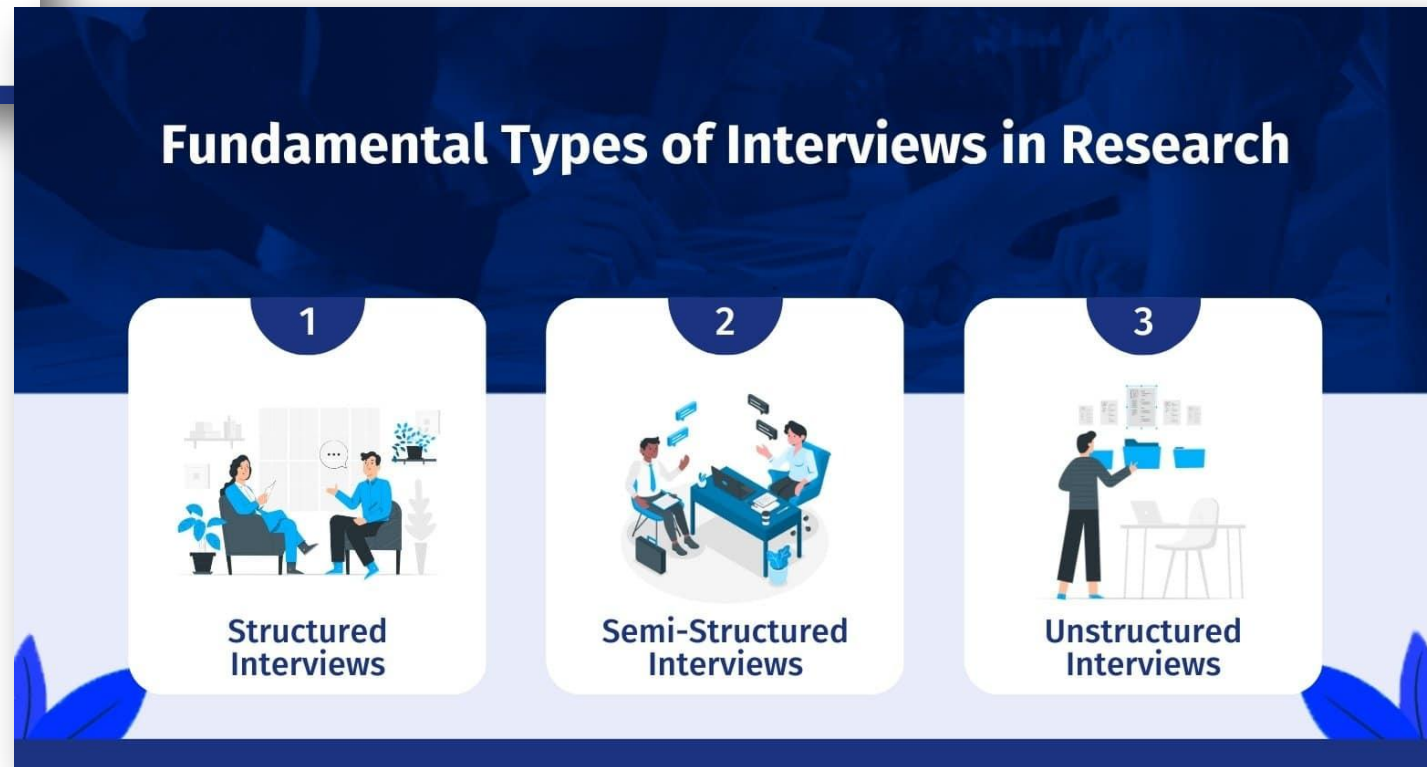 Fundamental Types of Interviews in Research
1
Structured
Interviews
2
Semi-Structured
Interviews
3
Unstructured
Interviews